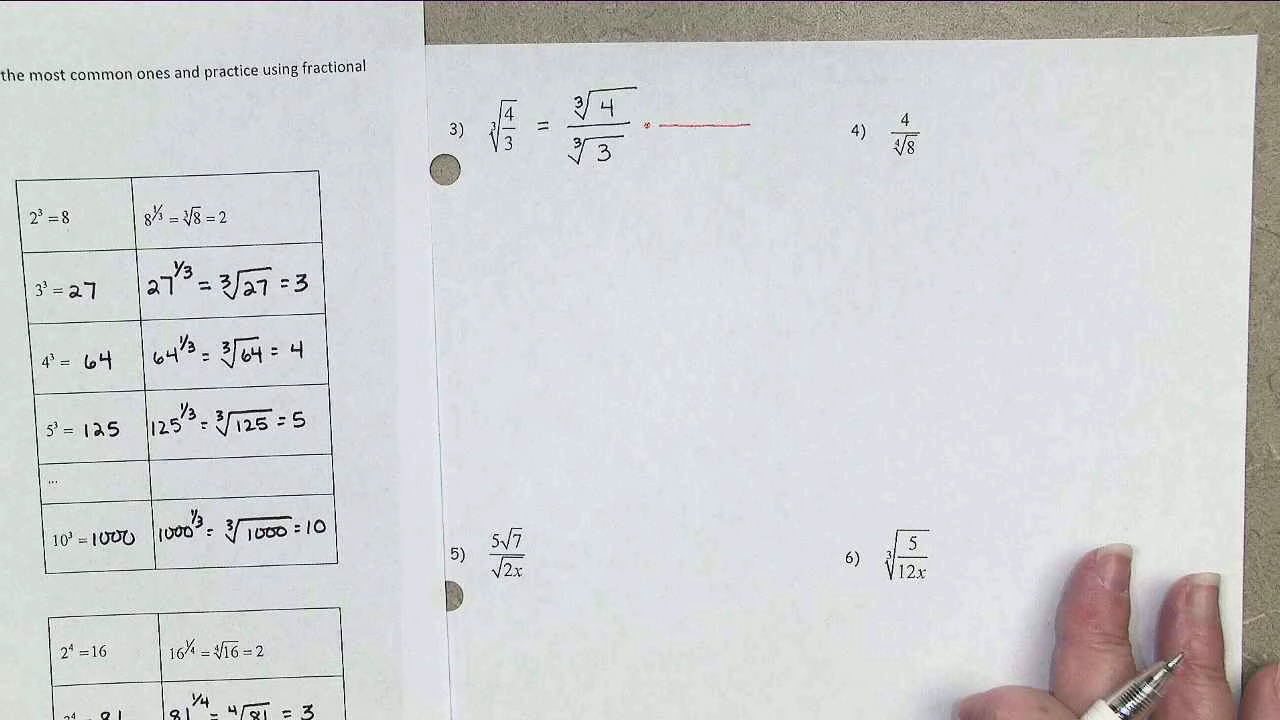 the most common ones and practice using fractional
2³ = 8 8^{1/3} = ∛8 = 2
3³ = 27 27^{1/3} = ∛27 = 3
4³ = 64 64^{1/3} = ∛64 = 4
5³ = 125 125^{1/3} = ∛125 = 5
...
10³ = 1000 1000^{1/3} = ∛1000 = 10
2⁴ = 16 16^{1/4} = ∜16 = 2
81 81^{1/4} = ∜81 = 3
3) ∛(4/3) = ∛4/∛3 ·
4) 4/∜8
5) 5√7/√2x
6) ∛(5/12x)